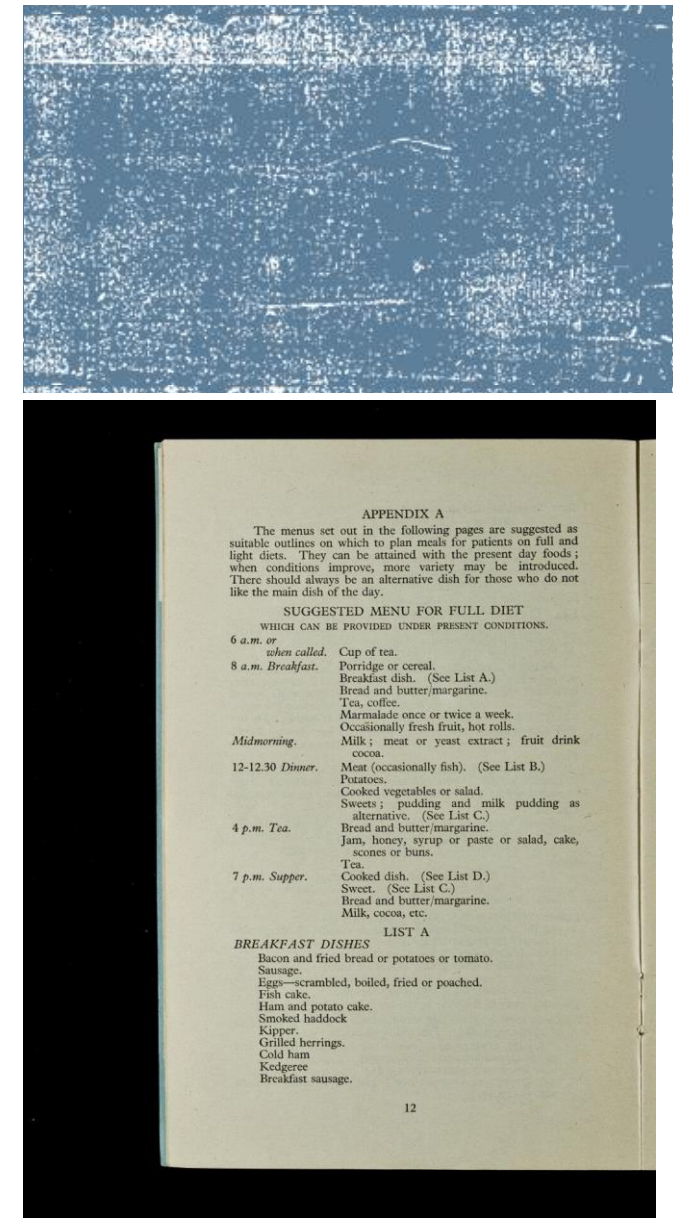 APPENDIX A
The menus set out in the following pages are suggested as
suitable outlines on which to plan meals for patients on full and
light diets. They can be attained with the present day foods ;
when conditions improve, more variety may be introduced.
There should always be an alternative dish for those who do not
like the main dish of the day.
SUGGESTED MENU FOR FULL DIET
WHICH CAN BE PROVIDED UNDER PRESENT CONDITIONS.
6 a.m. or
when called. Cup of tea.
8 a.m. Breakfast. Porridge or cereal.
Breakfast dish. (See List A.)
Bread and butter/margarine.
Tea, coffee.
Marmalade once or twice a week.
Occasionally fresh fruit, hot rolls.
Midmorning. Milk ; meat or yeast extract ; fruit drink
cocoa.
12-12.30 Dinner. Meat (occasionally fish). (See List B.)
Potatoes.
Cooked vegetables or salad.
Sweets ; pudding and milk pudding as
alternative. (See List C.)
4 p.m. Tea. Bread and butter/margarine.
Jam, honey, syrup or paste or salad, cake,
scones or buns.
Tea.
7 p.m. Supper. Cooked dish. (See List D.)
Sweet. (See List C.)
Bread and butter/margarine.
Milk, cocoa, etc.
LIST A
BREAKFAST DISHES
Bacon and fried bread or potatoes or tomato.
Sausage.
Eggs—scrambled, boiled, fried or poached.
Fish cake.
Ham and potato cake.
Smoked haddock
Kipper.
Grilled herrings.
Cold ham
Kedgeree
Breakfast sausage.
12